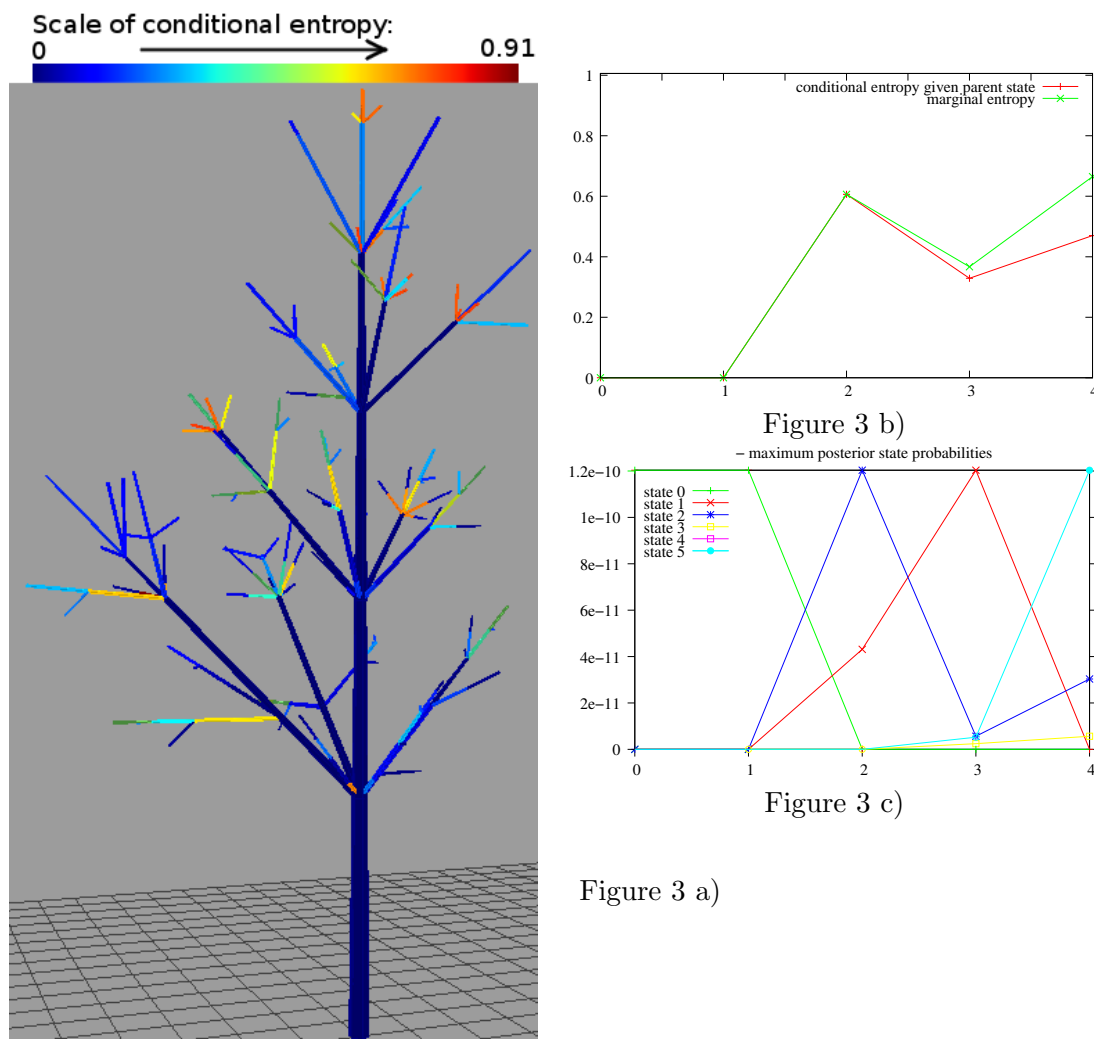 Scale of conditional entropy:
0
0.91
1
0.8
0.6
0.4
0.2
0
0 1 2 3 4
conditional entropy given parent state
marginal entropy
Figure 3 b)
− maximum posterior state probabilities
1.2e−10
1e−10
8e−11
6e−11
4e−11
2e−11
0
0 1 2 3 4
state 0
state 1
state 2
state 3
state 4
state 5
Figure 3 c)
Figure 3 a)